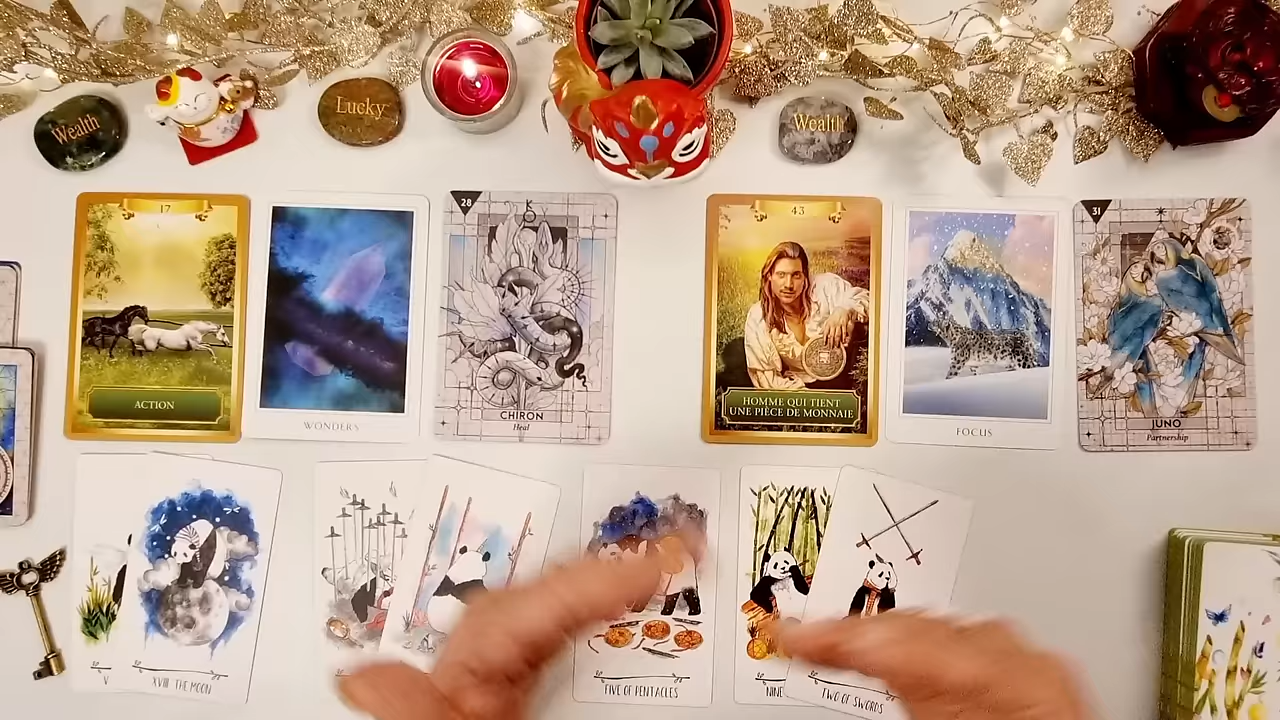 Wealth
Lucky
Wealth
17
ACTION
WONDERS
28
CHIRON
Heal
43
HOMME QUI TIENT
UNE PIÈCE DE MONNAIE
FOCUS
31
JUNO
Partnership
V
XVIII THE MOON
FIVE OF PENTACLES
NINE
TWO OF SWORDS